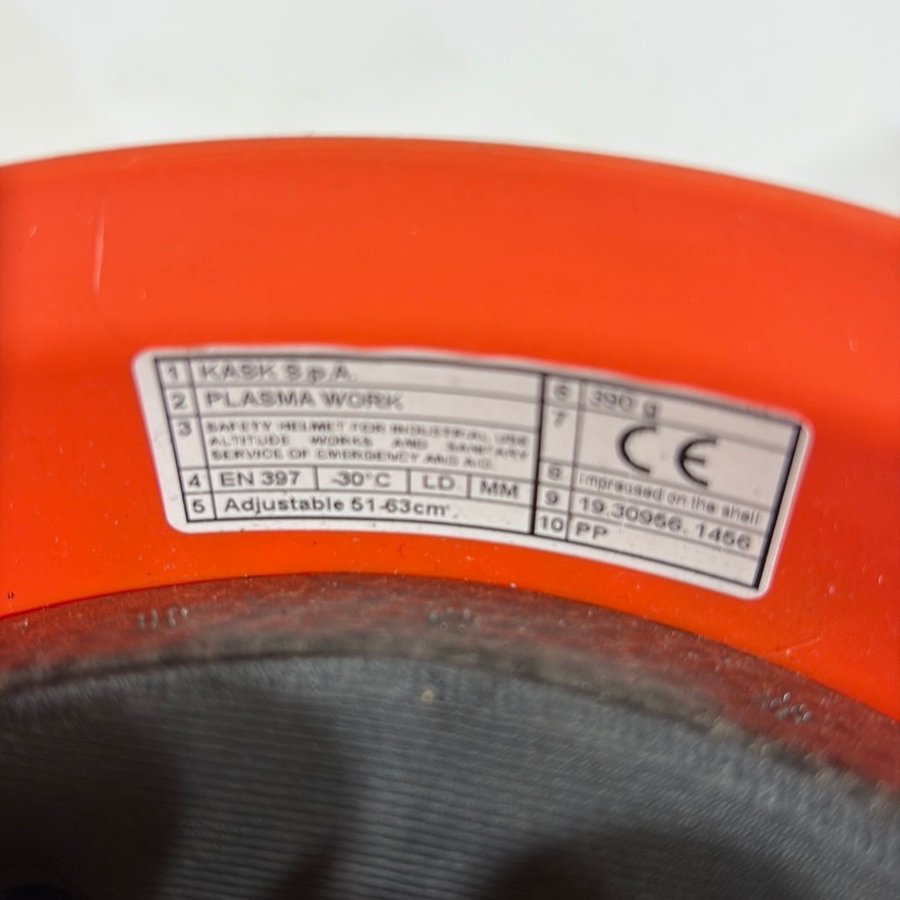 1 KASK S.p.A.
2 PLASMA WORK
3 SAFETY HELMET FOR INDUSTRIAL USE
ALTITUDE WORKS AND SANITARY
SERVICE OF EMERGENCY AND AID.
4 EN 397 -30°C LD MM
5 Adjustable 51-63cm.
6 390 g
7 CE
8 impressed on the shell
9 19.30956.1456
10 PP